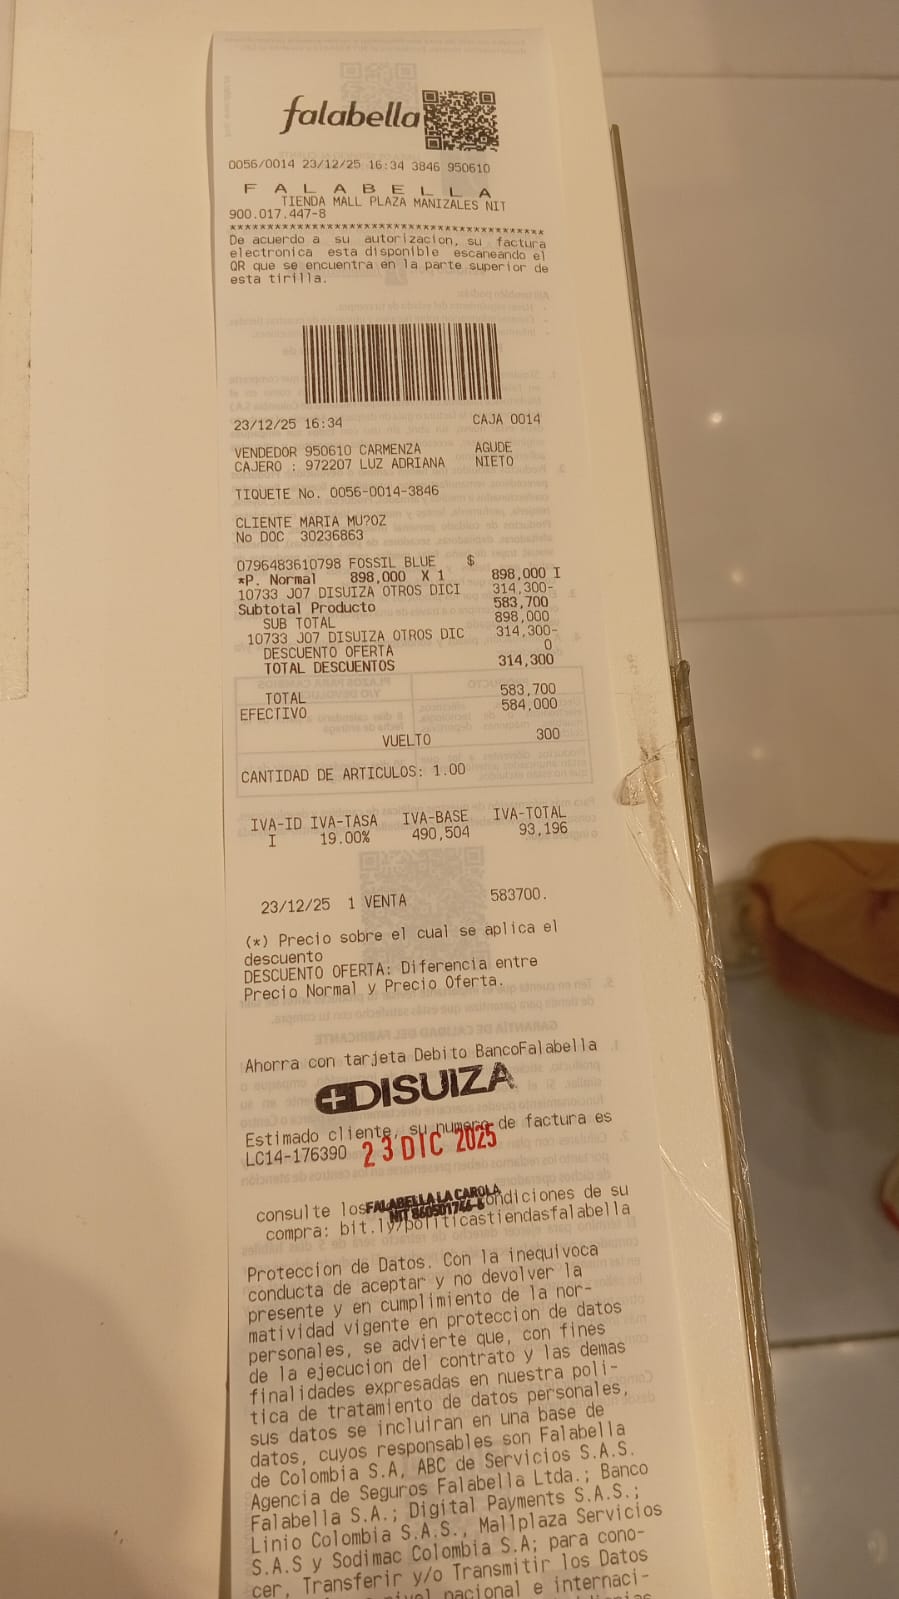 falabella
0056/0014 23/12/25 16:34 3846 950610
F A L A B E L L A
TIENDA MALL PLAZA MANIZALES NIT
900.017.447-8
******************************************
De acuerdo a su autorizacion, su factura
electronica esta disponible escaneando el
QR que se encuentra en la parte superior de
esta tirilla.
23/12/25 16:34 CAJA 0014
VENDEDOR 950610 CARMENZA AGUDE
CAJERO : 972207 LUZ ADRIANA NIETO
TIQUETE No. 0056-0014-3846
CLIENTE MARIA MU?OZ
No DOC 30236863
0796483610798 FOSSIL BLUE $
*P. Normal 898,000 X 1 898,000 I
10733 J07 DISUIZA OTROS DICI 314,300-
Subtotal Producto 583,700
SUB TOTAL 898,000
10733 J07 DISUIZA OTROS DIC 314,300-
DESCUENTO OFERTA 0
TOTAL DESCUENTOS 314,300
TOTAL 583,700
EFECTIVO 584,000
VUELTO 300
CANTIDAD DE ARTICULOS: 1.00
IVA-ID IVA-TASA IVA-BASE IVA-TOTAL
I 19.00% 490,504 93,196
23/12/25 1 VENTA 583700.
(*) Precio sobre el cual se aplica el
descuento
DESCUENTO OFERTA: Diferencia entre
Precio Normal y Precio Oferta.
Ahorra con tarjeta Debito BancoFalabella
DISUIZA
Estimado cliente, su numero de factura es
LC14-176390 23 DIC 2025
FALABELLA LA CAROLA
consulte los condiciones de su
compra: bit.ly/politicastiendasfalabella
Proteccion de Datos. Con la inequivoca
conducta de aceptar y no devolver la
presente y en cumplimiento de la nor-
matividad vigente en proteccion de datos
personales, se advierte que, con fines
de la ejecucion del contrato y las demas
finalidades expresadas en nuestra poli-
tica de tratamiento de datos personales,
sus datos se incluiran en una base de
datos, cuyos responsables son Falabella
de Colombia S.A, ABC de Servicios S.A.S.
Agencia de Seguros Falabella Ltda.; Banco
Falabella S.A.; Digital Payments S.A.S.;
Linio Colombia S.A.S., Mallplaza Servicios
S.A.S y Sodimac Colombia S.A; para cono-
cer, Transferir y/o Transmitir los Datos
nacional e internaci-